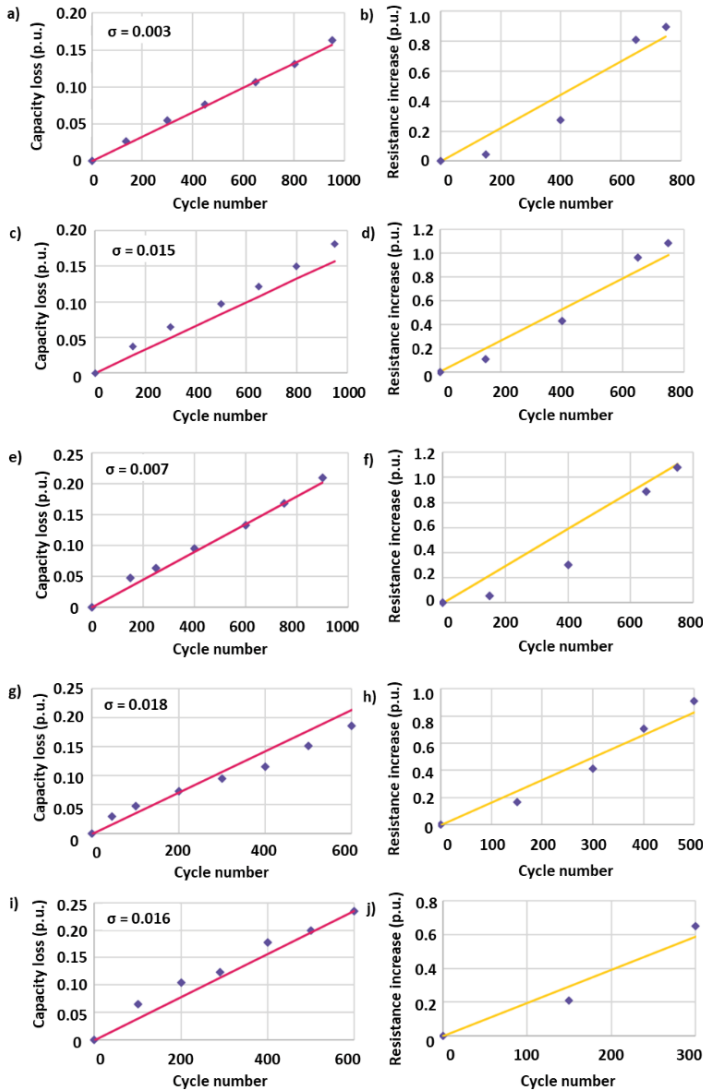 a)
Capacity loss (p.u.)
0.20
0.15
0.10
0.05
0
σ = 0.003
0 200 400 600 800 1000
Cycle number
b)
Resistance increase (p.u.)
1.0
0.8
0.6
0.4
0.2
0
0 200 400 600 800
Cycle number
c)
Capacity loss (p.u.)
0.20
0.15
0.10
0.05
0
σ = 0.015
0 200 400 600 800 1000
Cycle number
d)
Resistance increase (p.u.)
1.2
1.0
0.8
0.6
0.4
0.2
0
0 200 400 600 800
Cycle number
e)
Capacity loss (p.u.)
0.25
0.20
0.15
0.10
0.05
0
σ = 0.007
0 200 400 600 800 1000
Cycle number
f)
Resistance increase (p.u.)
1.2
1.0
0.8
0.6
0.4
0.2
0
0 200 400 600 800
Cycle number
g)
Capacity loss (p.u.)
0.25
0.20
0.15
0.10
0.05
0
σ = 0.018
0 200 400 600
Cycle number
h)
Resistance increase (p.u.)
1.0
0.8
0.6
0.4
0.2
0
0 100 200 300 400 500
Cycle number
i)
Capacity loss (p.u.)
0.25
0.20
0.15
0.10
0.05
0
σ = 0.016
0 200 400 600
Cycle number
j)
Resistance increase (p.u.)
0.8
0.6
0.4
0.2
0
0 100 200 300
Cycle number